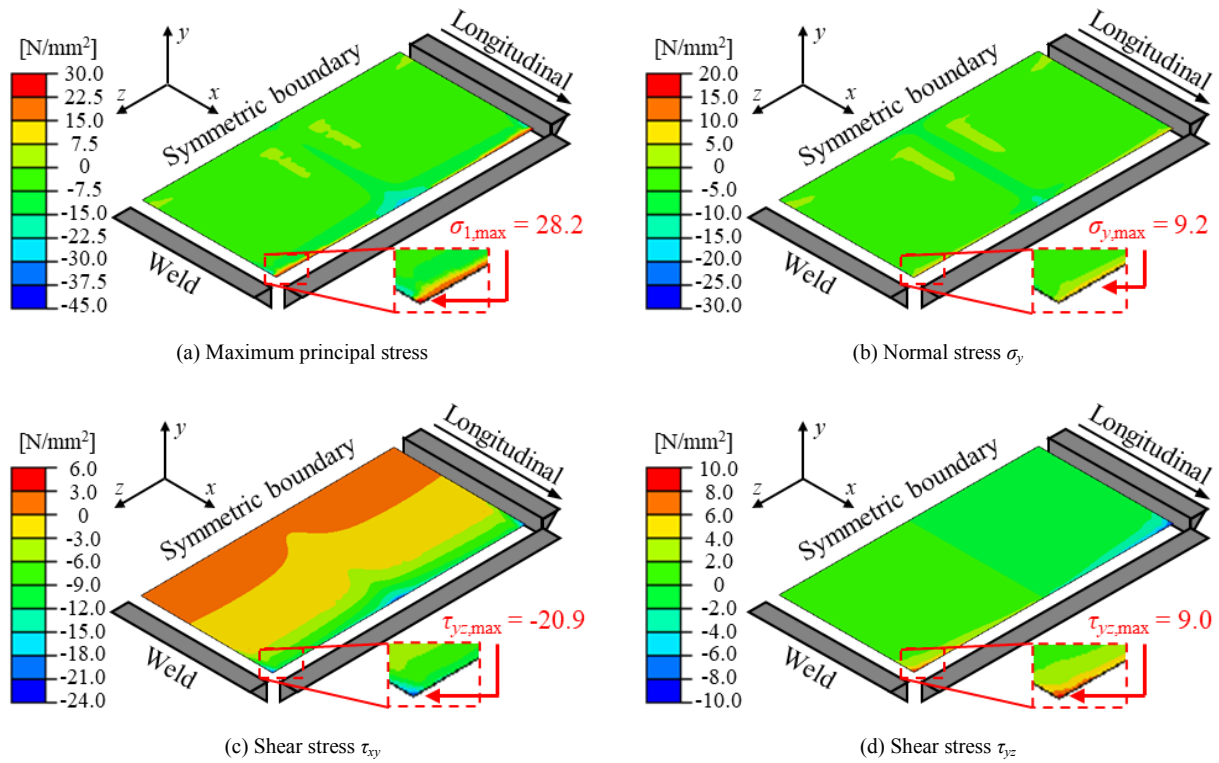 [N/mm²]
30.0
22.5
15.0
7.5
0
-7.5
-15.0
-22.5
-30.0
-37.5
-45.0
y
z
x
Symmetric boundary
Longitudinal
Weld
σ1,max = 28.2
(a) Maximum principal stress
[N/mm²]
20.0
15.0
10.0
5.0
0
-5.0
-10.0
-15.0
-20.0
-25.0
-30.0
y
z
x
Symmetric boundary
Longitudinal
Weld
σy,max = 9.2
(b) Normal stress σy
[N/mm²]
6.0
3.0
0
-3.0
-6.0
-9.0
-12.0
-15.0
-18.0
-21.0
-24.0
y
z
x
Symmetric boundary
Longitudinal
Weld
τyz,max = -20.9
(c) Shear stress τxy
[N/mm²]
10.0
8.0
6.0
4.0
2.0
0
-2.0
-4.0
-6.0
-8.0
-10.0
y
z
x
Symmetric boundary
Longitudinal
Weld
τyz,max = 9.0
(d) Shear stress τyz